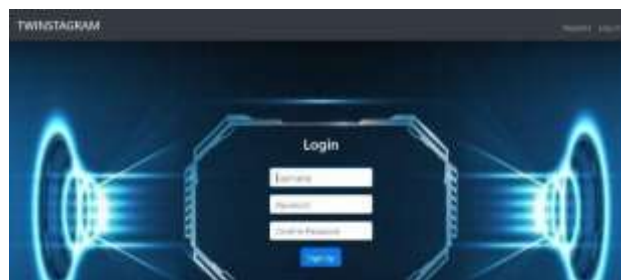 TWINSTAGRAM
Login
Username
Password
Confirm Password
Sign Up